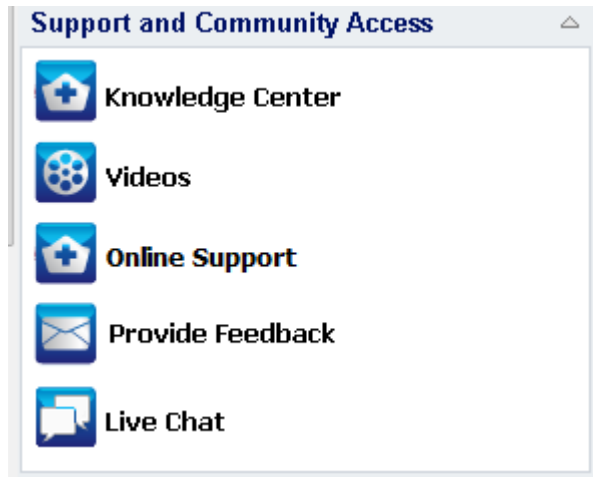 Support and Community Access
Knowledge Center
Videos
Online Support
Provide Feedback
Live Chat